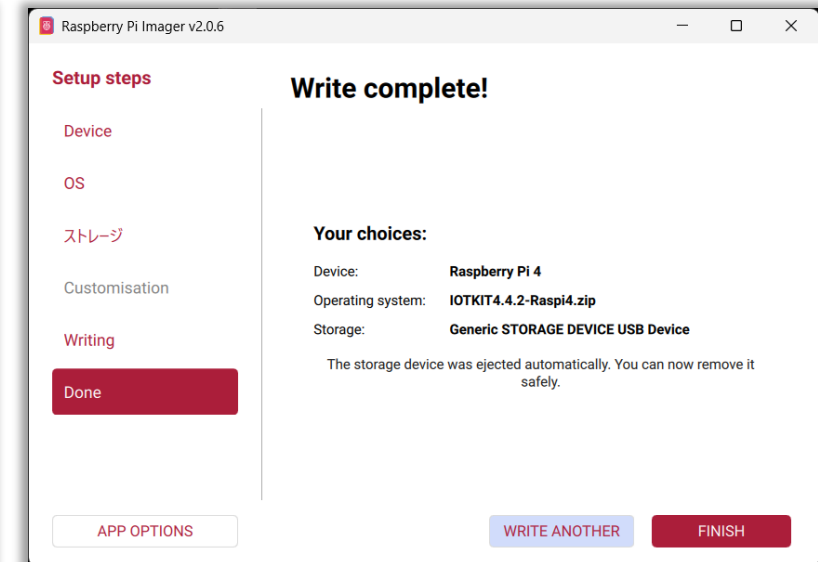 Raspberry Pi Imager v2.0.6
Setup steps
Device
OS
ストレージ
Customisation
Writing
Done
APP OPTIONS
Write complete!
Your choices:
Device: Raspberry Pi 4
Operating system: IOTKIT4.4.2-Raspi4.zip
Storage: Generic STORAGE DEVICE USB Device
The storage device was ejected automatically. You can now remove it
safely.
WRITE ANOTHER
FINISH